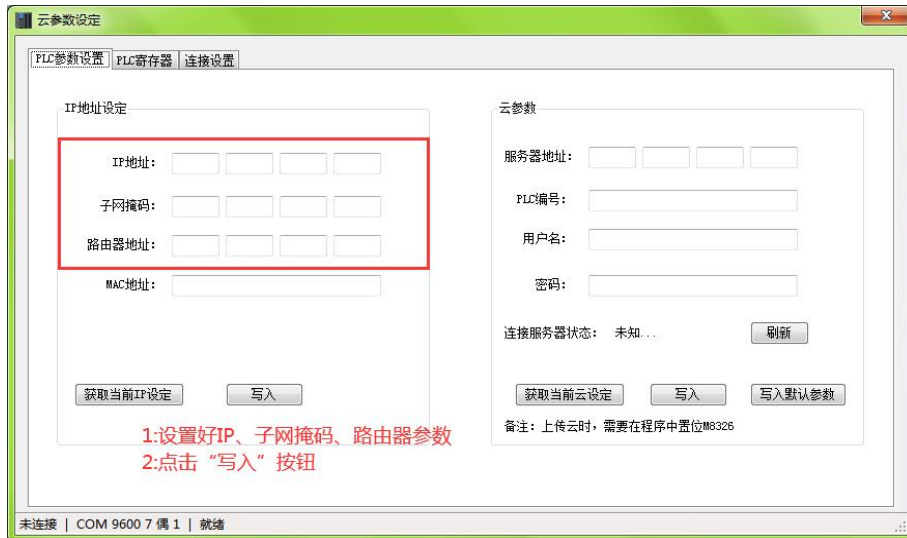 云参数设定
PLC参数设置 PLC寄存器 连接设置
IP地址设定
IP地址：
子网掩码：
路由器地址：
MAC地址：
获取当前IP设定 写入
1:设置好IP、子网掩码、路由器参数
2:点击“写入”按钮
云参数
服务器地址：
PLC编号：
用户名：
密码：
连接服务器状态： 未知... 刷新
获取当前云设定 写入 写入默认参数
备注：上传云时，需要在程序中置位M8326
未连接 | COM 9600 7 偶 1 | 就绪